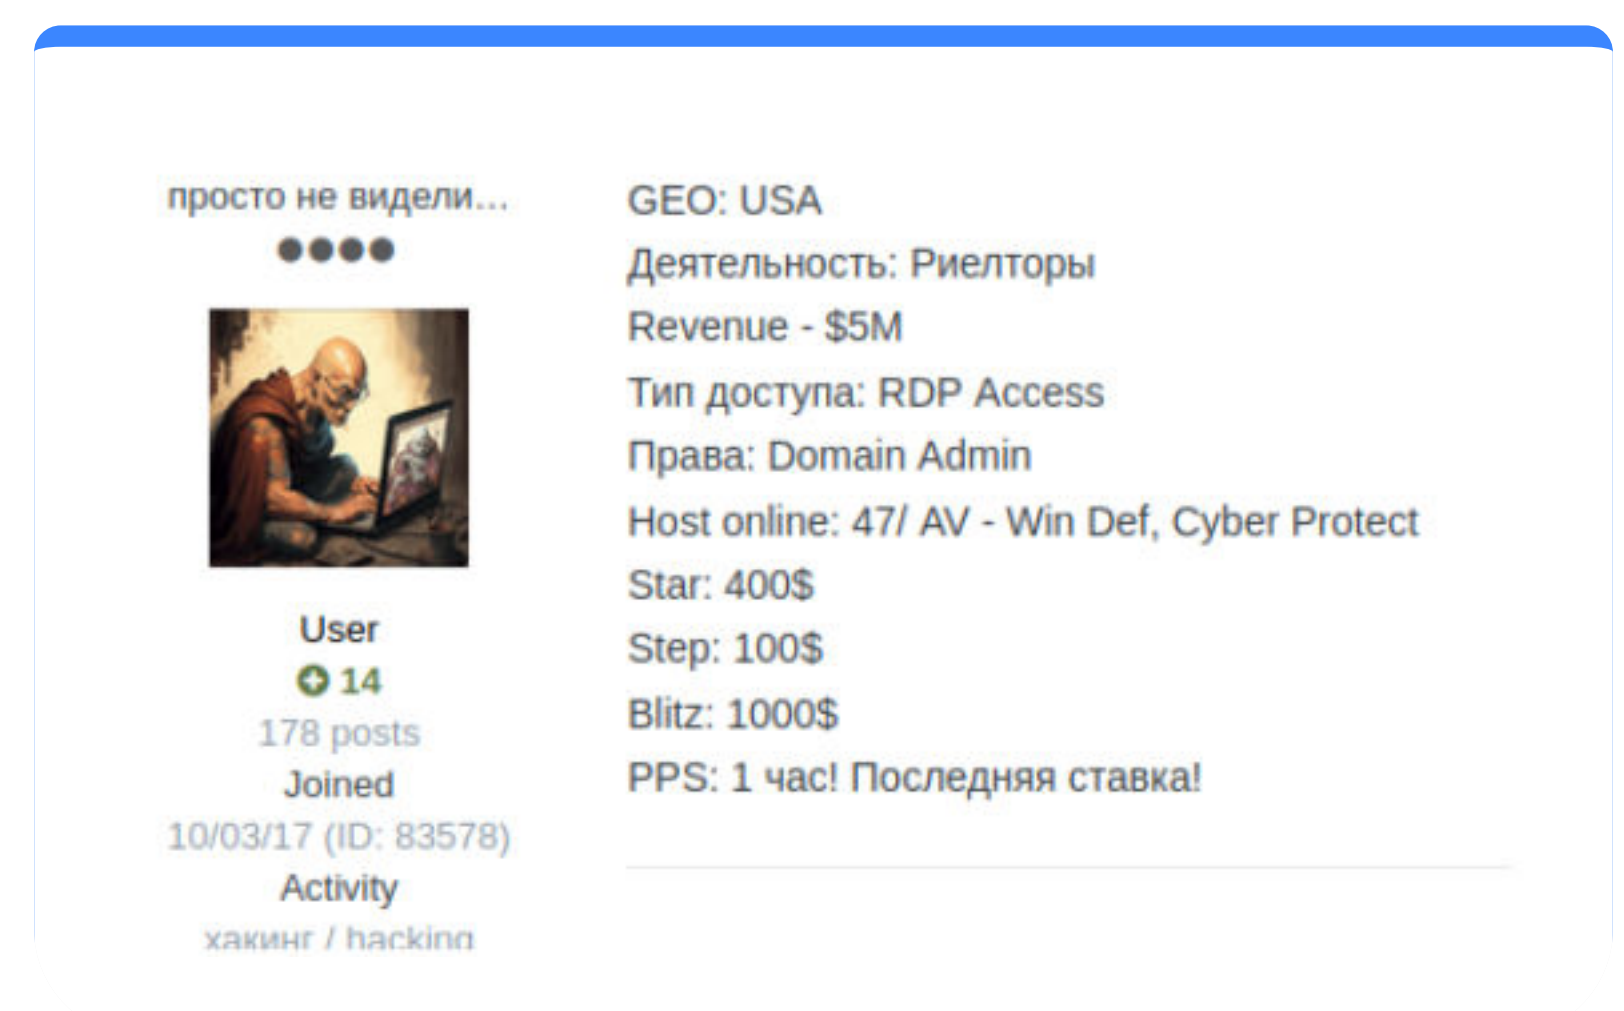 просто не видели...
User
14
178 posts
Joined
10/03/17 (ID: 83578)
Activity
хакинг / hacking
GEO: USA
Деятельность: Риелторы
Revenue - $5M
Тип доступа: RDP Access
Права: Domain Admin
Host online: 47/ AV - Win Def, Cyber Protect
Star: 400$
Step: 100$
Blitz: 1000$
PPS: 1 час! Последняя ставка!